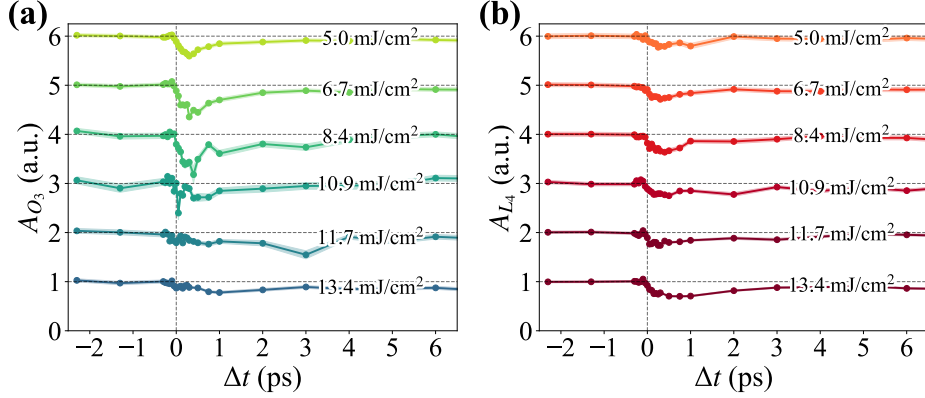 (a)
6
5
4
3
2
1
0
A_{O_3} (a.u.)
5.0 mJ/cm²
6.7 mJ/cm²
8.4 mJ/cm²
10.9 mJ/cm²
11.7 mJ/cm²
13.4 mJ/cm²
−2 −1 0 1 2 3 4 5 6
Δt (ps)
(b)
6
5
4
3
2
1
0
A_{L_4} (a.u.)
5.0 mJ/cm²
6.7 mJ/cm²
8.4 mJ/cm²
10.9 mJ/cm²
11.7 mJ/cm²
13.4 mJ/cm²
−2 −1 0 1 2 3 4 5 6
Δt (ps)